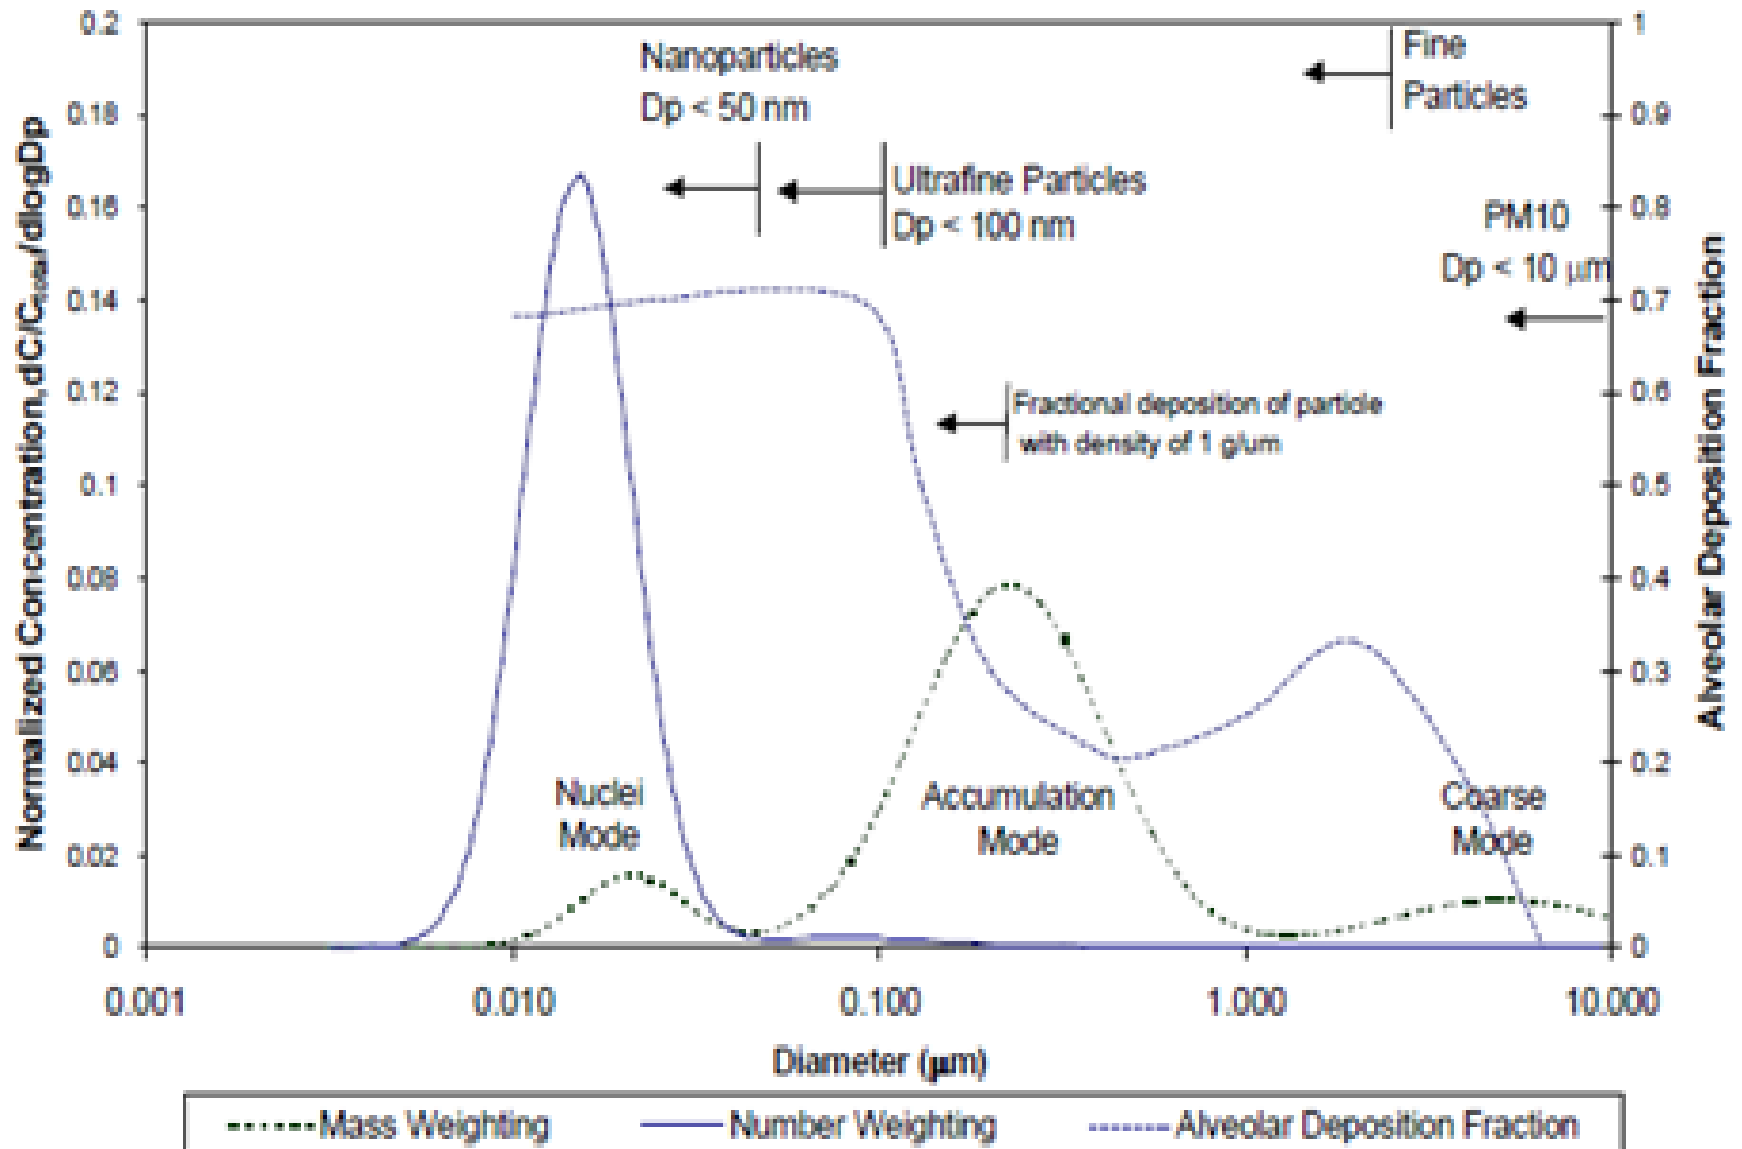 0.2
0.18
0.16
0.14
0.12
0.1
0.08
0.06
0.04
0.02
0
Normalized Concentration, dC/C /dlogDp
1
0.9
0.8
0.7
0.6
0.5
0.4
0.3
0.2
0.1
0
Alveolar Deposition Fraction
Nanoparticles
Dp < 50 nm
Fine
Particles
Ultrafine Particles
Dp < 100 nm
PM10
Dp < 10 μm
Fractional deposition of particle
with density of 1 g/um
Nuclei
Mode
Accumulation
Mode
Coarse
Mode
0.001
0.010
0.100
1.000
10.000
Diameter (μm)
Mass Weighting
Number Weighting
Alveolar Deposition Fraction